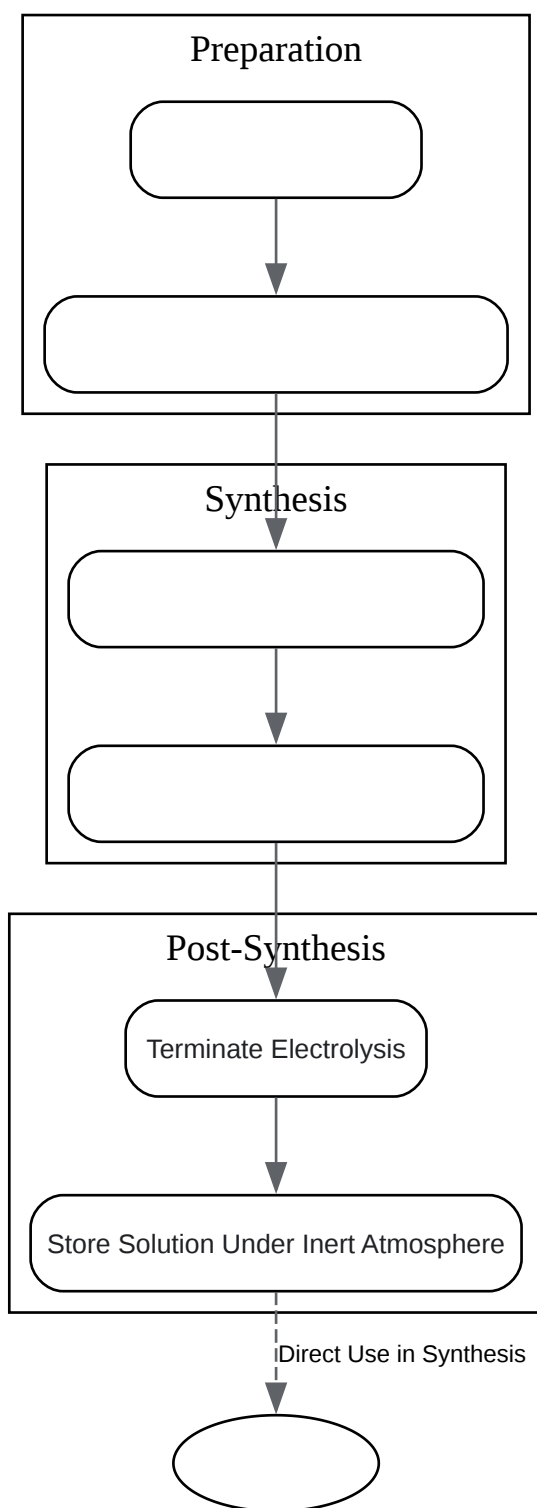 Preparation
Synthesis
Post-Synthesis
Terminate Electrolysis
Store Solution Under Inert Atmosphere
Direct Use in Synthesis